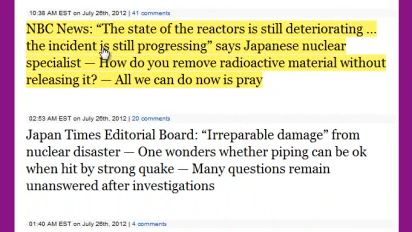 10:38 AM EST on July 26th, 2012 | 41 comments
NBC News: “The state of the reactors is still deteriorating …
the incident is still progressing” says Japanese nuclear
specialist — How do you remove radioactive material without
releasing it? — All we can do now is pray
02:53 AM EST on July 26th, 2012 | 20 comments
Japan Times Editorial Board: “Irreparable damage” from
nuclear disaster — One wonders whether piping can be ok
when hit by strong quake — Many questions remain
unanswered after investigations
01:40 AM EST on July 26th, 2012 | 4 comments